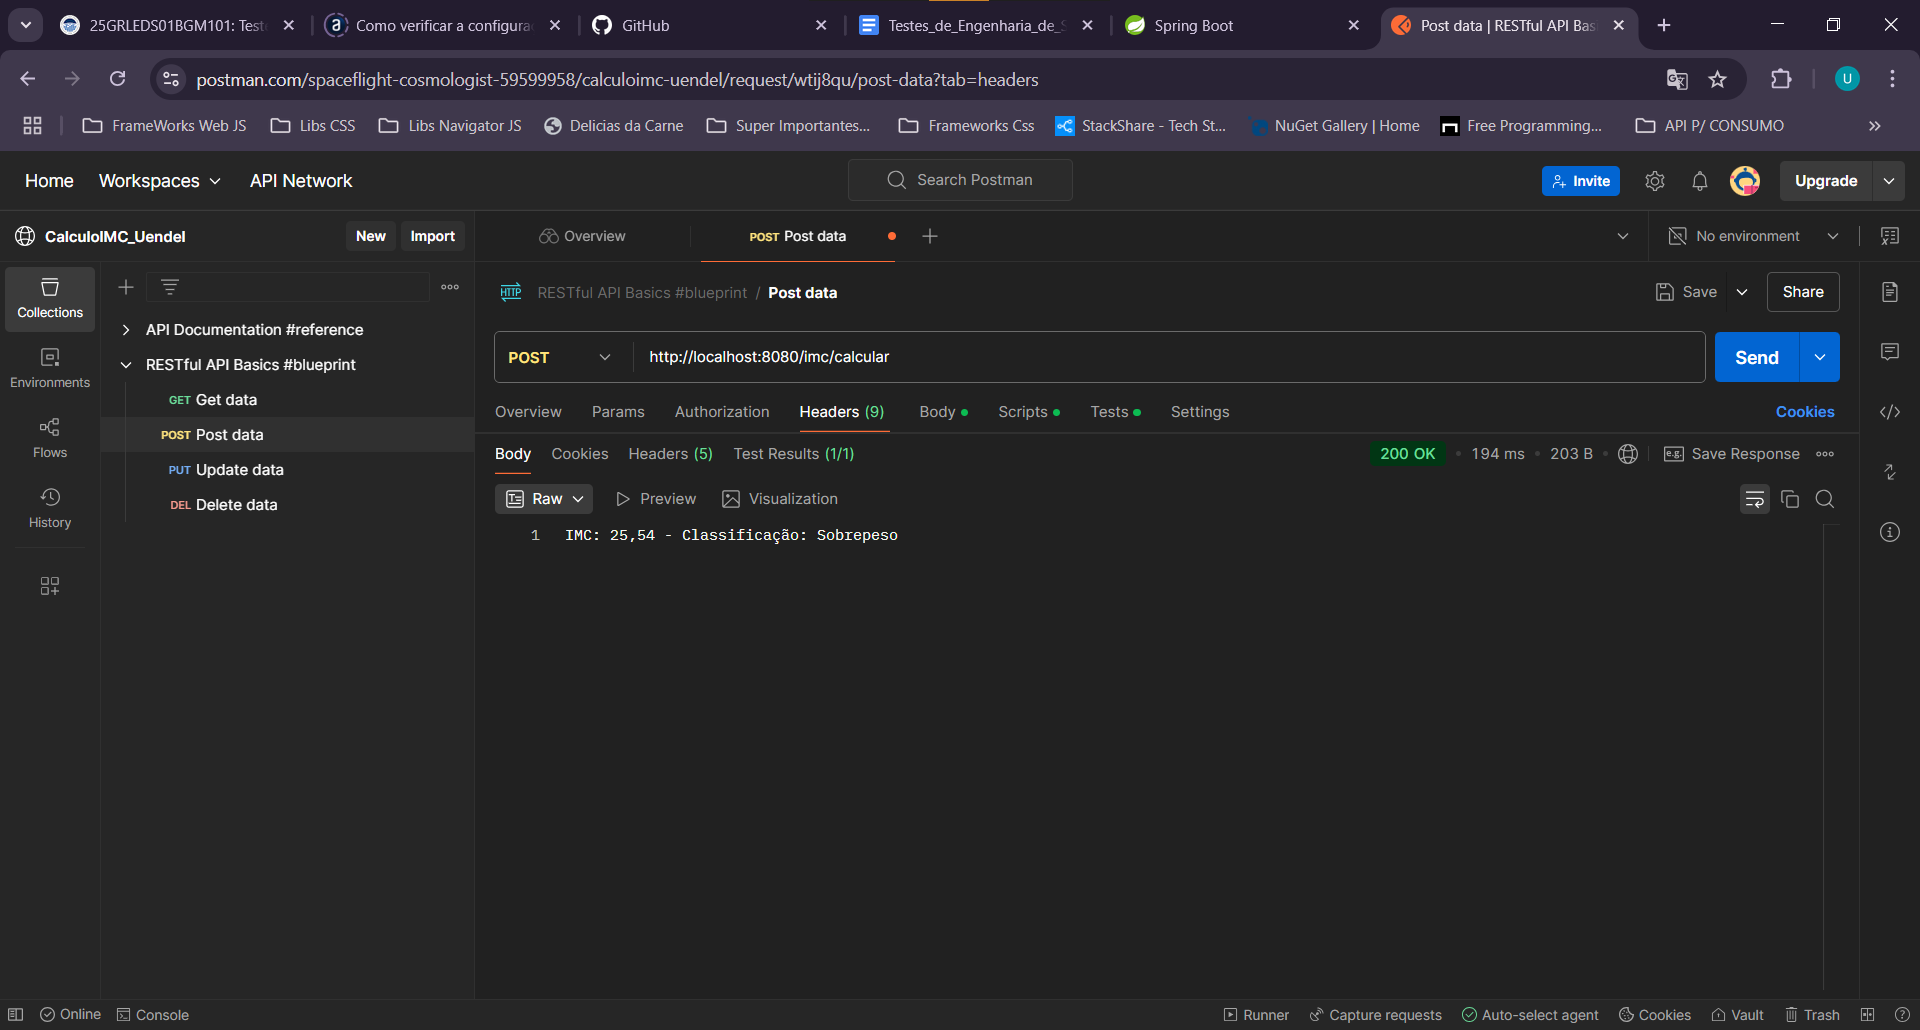 25GRLEDS01BGM101: Test
Como verificar a configura
GitHub
Testes_de_Engenharia_de_S
Spring Boot
Post data | RESTful API Bas
postman.com/spaceflight-cosmologist-59599958/calculoimc-uendel/request/wtij8qu/post-data?tab=headers
U
FrameWorks Web JS
Libs CSS
Libs Navigator JS
Delicias da Carne
Super Importantes...
Frameworks Css
StackShare - Tech St...
NuGet Gallery | Home
Free Programming...
API P/ CONSUMO
Home
Workspaces
API Network
Search Postman
Invite
Upgrade
CalculoIMC_Uendel
New
Import
Overview
POST Post data
No environment
Collections
Environments
Flows
History
API Documentation #reference
RESTful API Basics #blueprint
GET Get data
POST Post data
PUT Update data
DEL Delete data
HTTP RESTful API Basics #blueprint / Post data
Save
Share
POST
http://localhost:8080/imc/calcular
Send
Overview
Params
Authorization
Headers (9)
Body
Scripts
Tests
Settings
Cookies
Body
Cookies
Headers (5)
Test Results (1/1)
200 OK
194 ms
203 B
e.g. Save Response
Raw
Preview
Visualization
1 IMC: 25,54 - Classificação: Sobrepeso
Online
Console
Runner
Capture requests
Auto-select agent
Cookies
Vault
Trash